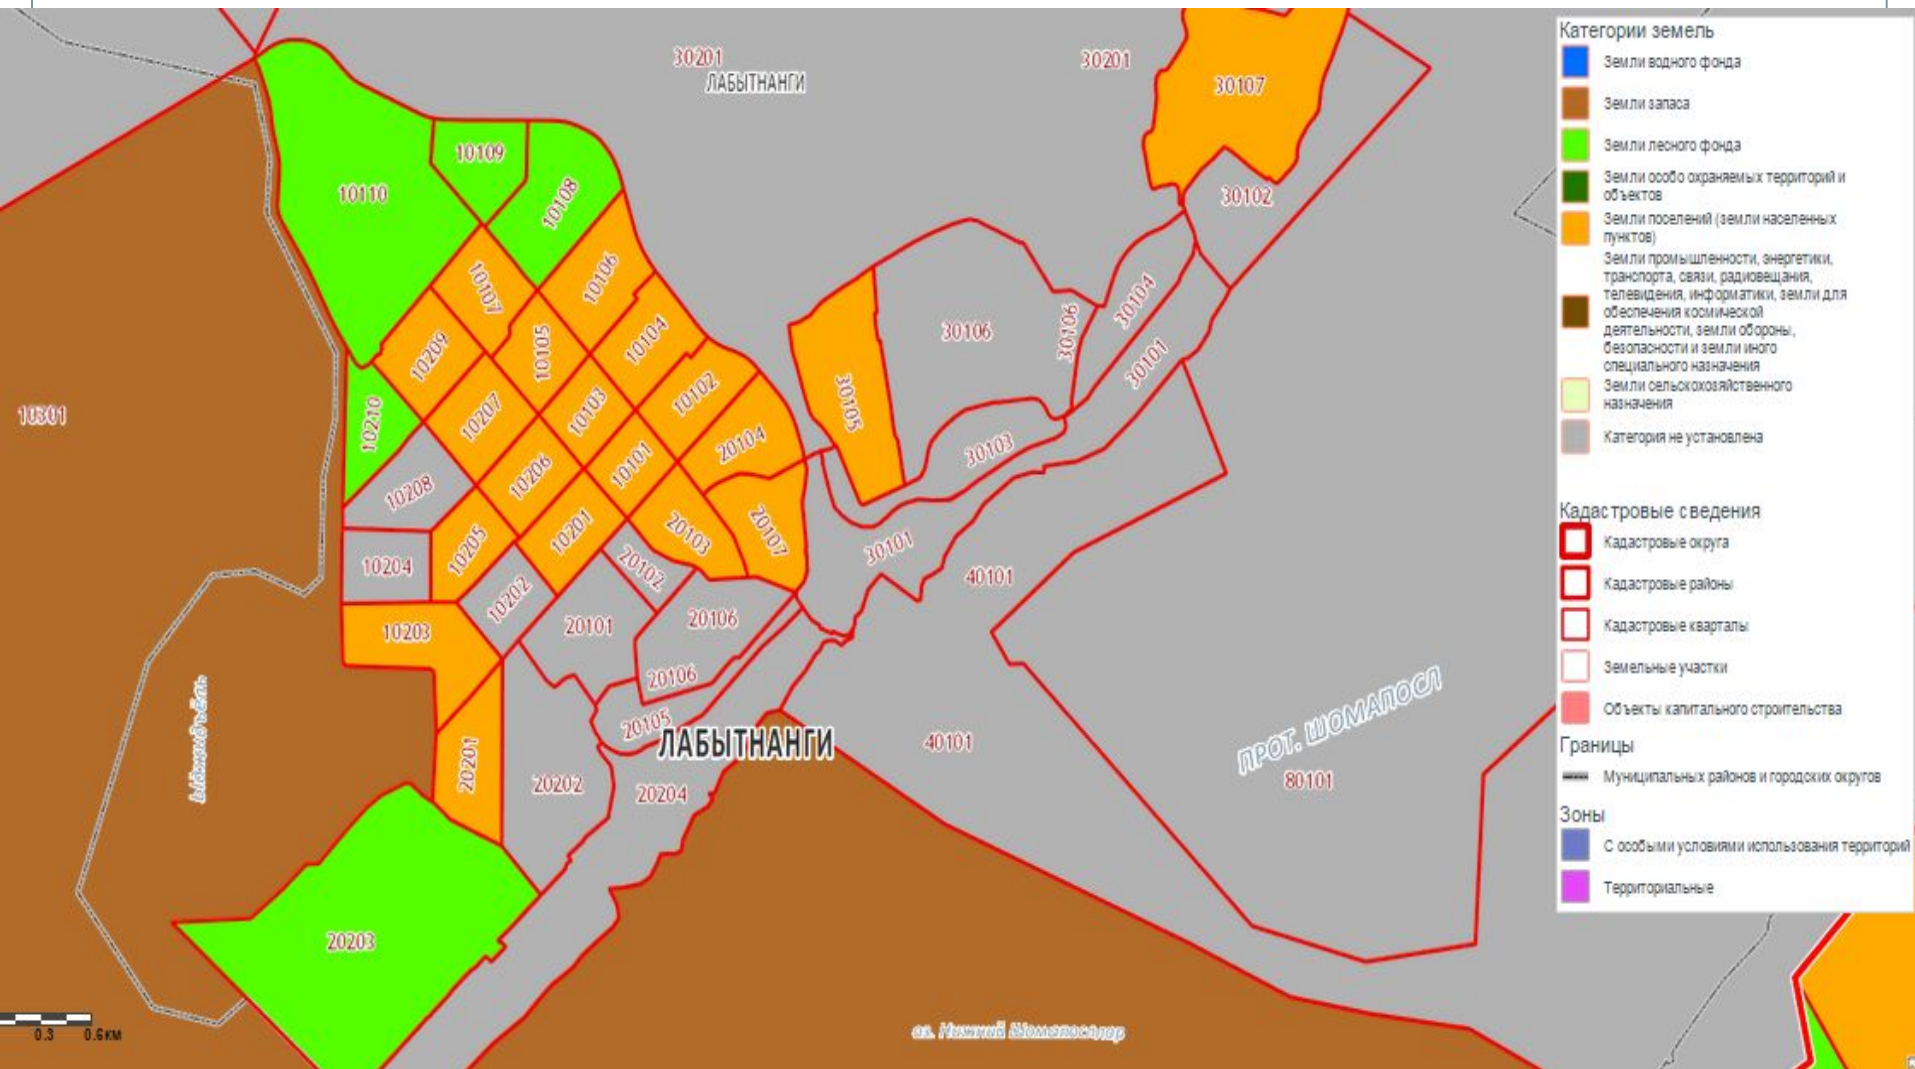 30201
ЛАБЫТНАНГИ
30201
30107
10109
10110
10108
30102
10107
10106
30104
10105
10104
30106
30106
10209
30101
10301
10210
10207
10103
10102
30105
20104
30103
10208
10206
10101
10205
10201
20103
20107
30101
10204
20102
40101
10202
10203
20101
20106
20106
20105
ЛАБЫТНАНГИ
40101
ПРОТ. ШОМАПОСЛ
80101
20201
20202
20204
20203
0.3 0.6км
Категории земель
Земли водного фонда
Земли запаса
Земли лесного фонда
Земли особо охраняемых территорий и
объектов
Земли поселений (земли населенных
пунктов)
Земли промышленности, энергетики,
транспорта, связи, радиовещания,
телевидения, информатики, земли для
обеспечения космической
деятельности, земли обороны,
безопасности и земли иного
специального назначения
Земли сельскохозяйственного
назначения
Категория не установлена
Кадастровые сведения
Кадастровые округа
Кадастровые районы
Кадастровые кварталы
Земельные участки
Объекты капитального строительства
Границы
Муниципальных районов и городских округов
Зоны
С особыми условиями использования территорий
Территориальные
оз. Нижний